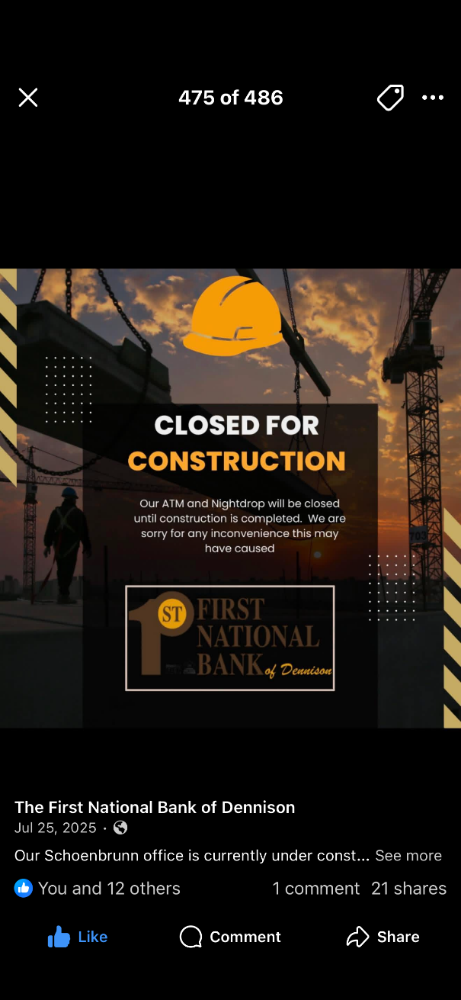 475 of 486
CLOSED FOR
CONSTRUCTION
Our ATM and Nightdrop will be closed
until construction is completed. We are
sorry for any inconvenience this may
have caused
703
1ST FIRST
NATIONAL
BANK of Dennison
The First National Bank of Dennison
Jul 25, 2025 ·
Our Schoenbrunn office is currently under const... See more
You and 12 others 1 comment 21 shares
Like Comment Share